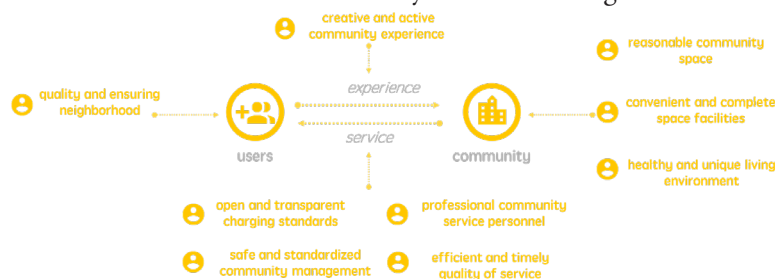 creative and active
community experience
reasonable community
space
quality and ensuring
neighborhood
experience
convenient and complete
space facilities
service
users
community
healthy and unique living
environment
open and transparent
charging standards
professional community
service personnel
safe and standardized
community management
efficient and timely
quality of service